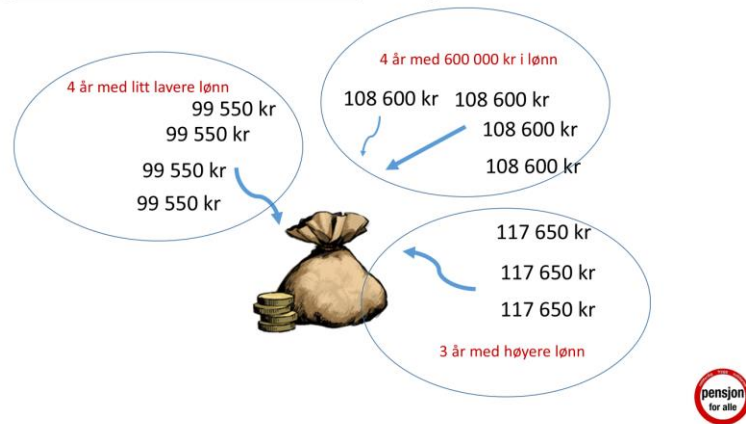 4 år med litt lavere lønn
99 550 kr
99 550 kr
99 550 kr
99 550 kr
4 år med 600 000 kr i lønn
108 600 kr 108 600 kr
108 600 kr
108 600 kr
117 650 kr
117 650 kr
117 650 kr
3 år med høyere lønn
pensjon
for alle